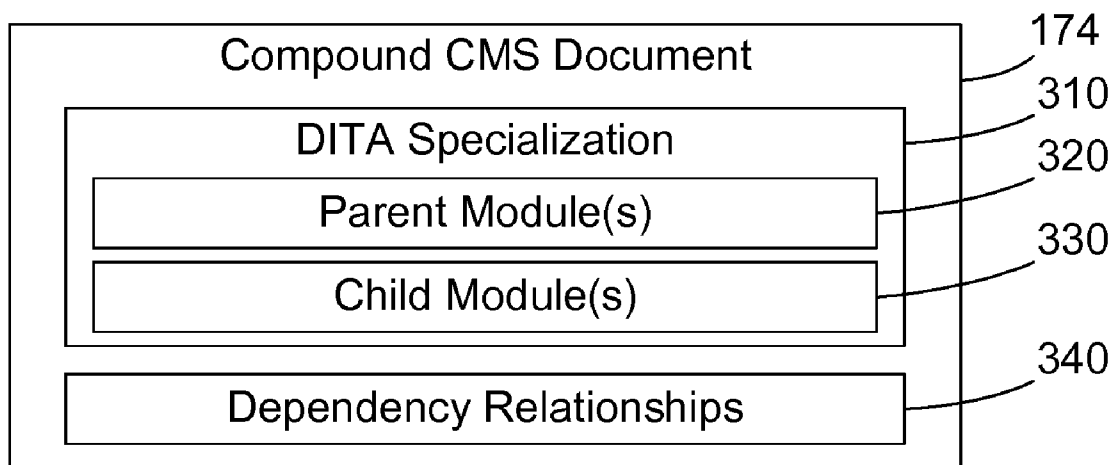 Compound CMS Document
174
DITA Specialization
310
Parent Module(s)
320
Child Module(s)
330
Dependency Relationships
340